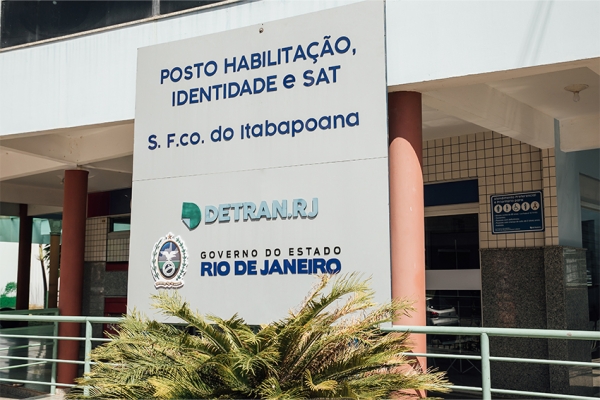 POSTO HABILITAÇÃO,
IDENTIDADE e SAT
S. F.co. do Itabapoana
DETRAN.RJ
GOVERNO DO ESTADO
RIO DE JANEIRO